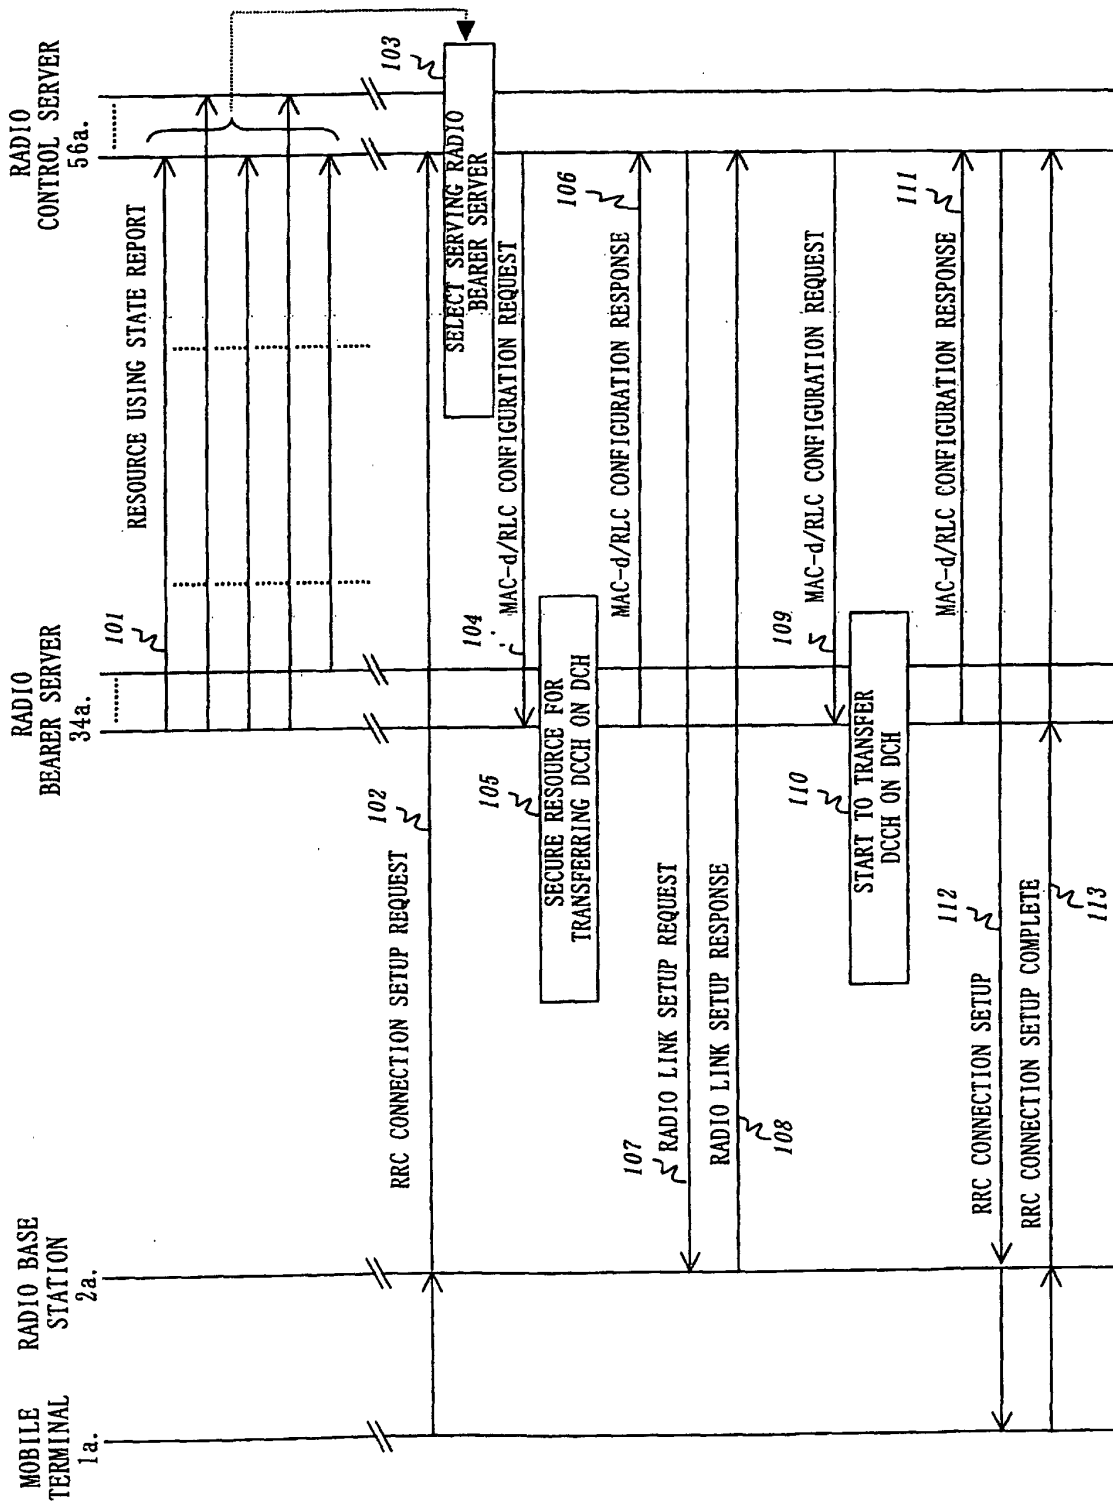 MOBILE
TERMINAL
1a.
RADIO BASE
STATION
2a.
RADIO
BEARER SERVER
34a.
RADIO
CONTROL SERVER
56a.
101
RESOURCE USING STATE REPORT
102
RRC CONNECTION SETUP REQUEST
103
SELECT SERVING RADIO
BEARER SERVER
104
MAC-d/RLC CONFIGURATION REQUEST
105
SECURE RESOURCE FOR
TRANSFERRING DCCH ON DCH
106
MAC-d/RLC CONFIGURATION RESPONSE
107
RADIO LINK SETUP REQUEST
RADIO LINK SETUP RESPONSE
108
109
MAC-d/RLC CONFIGURATION REQUEST
110
START TO TRANSFER
DCCH ON DCH
111
MAC-d/RLC CONFIGURATION RESPONSE
112
RRC CONNECTION SETUP
RRC CONNECTION SETUP COMPLETE
113